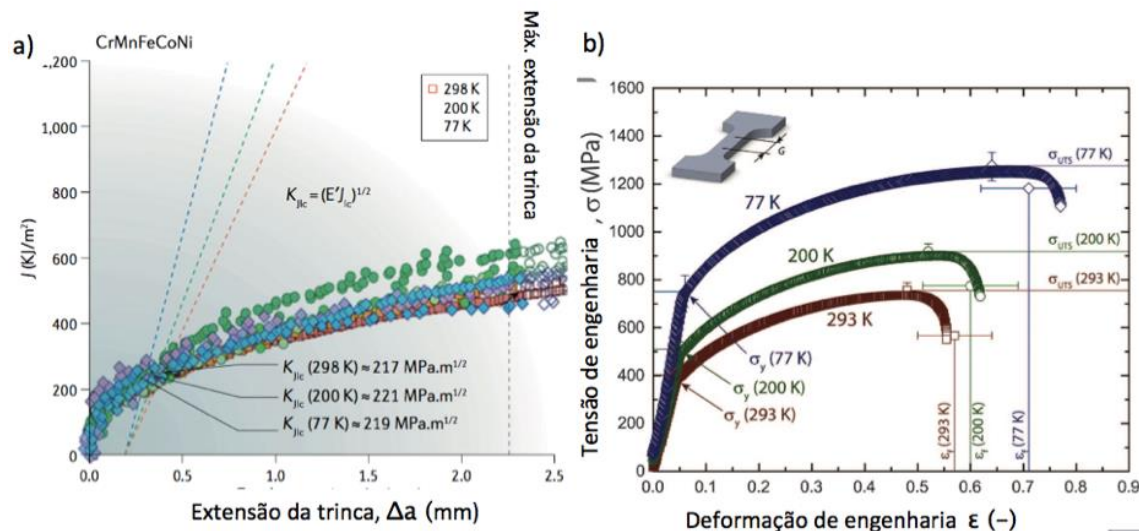 a)
CrMnFeCoNi
Máx. extensão da trinca
,200
1,000
800
600
400
200
0
J (KJ/m²)
298 K
200 K
77 K
K_JIc = (E'J_Ic)^1/2
K_JIc (298 K) ≈ 217 MPa.m^1/2
K_JIc (200 K) ≈ 221 MPa.m^1/2
K_JIc (77 K) ≈ 219 MPa.m^1/2
0.0 0.5 1.0 1.5 2.0 2.5
Extensão da trinca, Δa (mm)
b)
Tensão de engenharia , σ (MPa)
1600
1400
1200
1000
800
600
400
200
0
G
77 K
200 K
293 K
σ_UTS (77 K)
σ_UTS (200 K)
σ_UTS (293 K)
σ_y (77 K)
σ_y (200 K)
σ_y (293 K)
ε_f (293 K)
ε_f (200 K)
ε_f (77 K)
0.0 0.1 0.2 0.3 0.4 0.5 0.6 0.7 0.8 0.9
Deformação de engenharia ε (–)